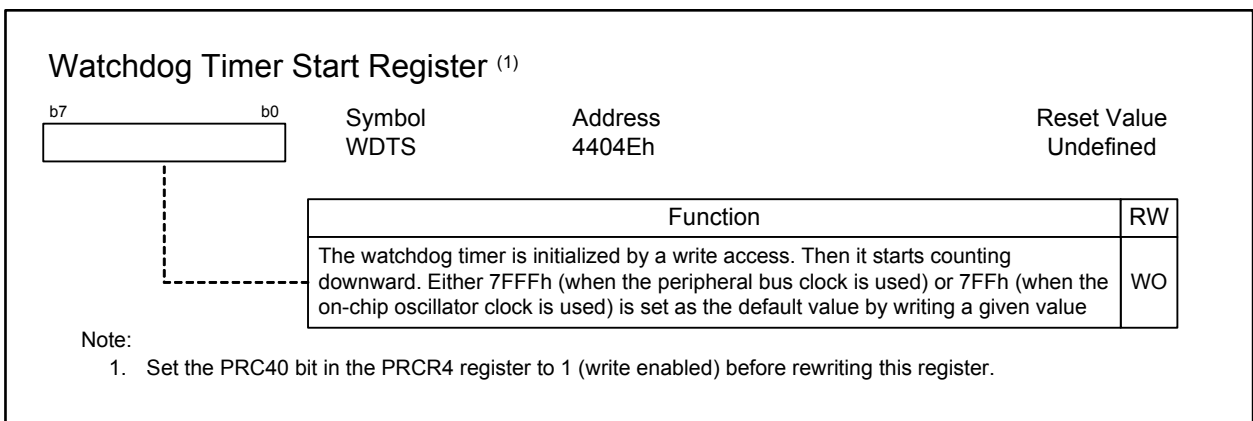 Watchdog Timer Start Register (1)
b7 b0 Symbol Address Reset Value
WDTS 4404Eh Undefined
Function RW
The watchdog timer is initialized by a write access. Then it starts counting
downward. Either 7FFFh (when the peripheral bus clock is used) or 7FFh (when the WO
on-chip oscillator clock is used) is set as the default value by writing a given value
Note:
1. Set the PRC40 bit in the PRCR4 register to 1 (write enabled) before rewriting this register.